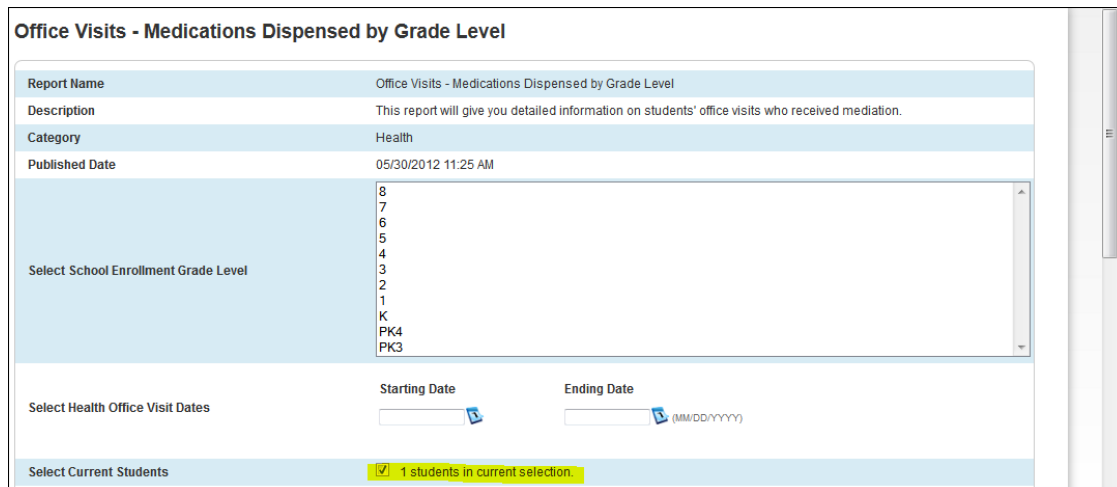 Office Visits - Medications Dispensed by Grade Level
Report Name Office Visits - Medications Dispensed by Grade Level
Description This report will give you detailed information on students' office visits who received mediation.
Category Health
Published Date 05/30/2012 11:25 AM
Select School Enrollment Grade Level
8
7
6
5
4
3
2
1
K
PK4
PK3
Select Health Office Visit Dates
Starting Date Ending Date
(MM/DD/YYYY)
Select Current Students 1 students in current selection.